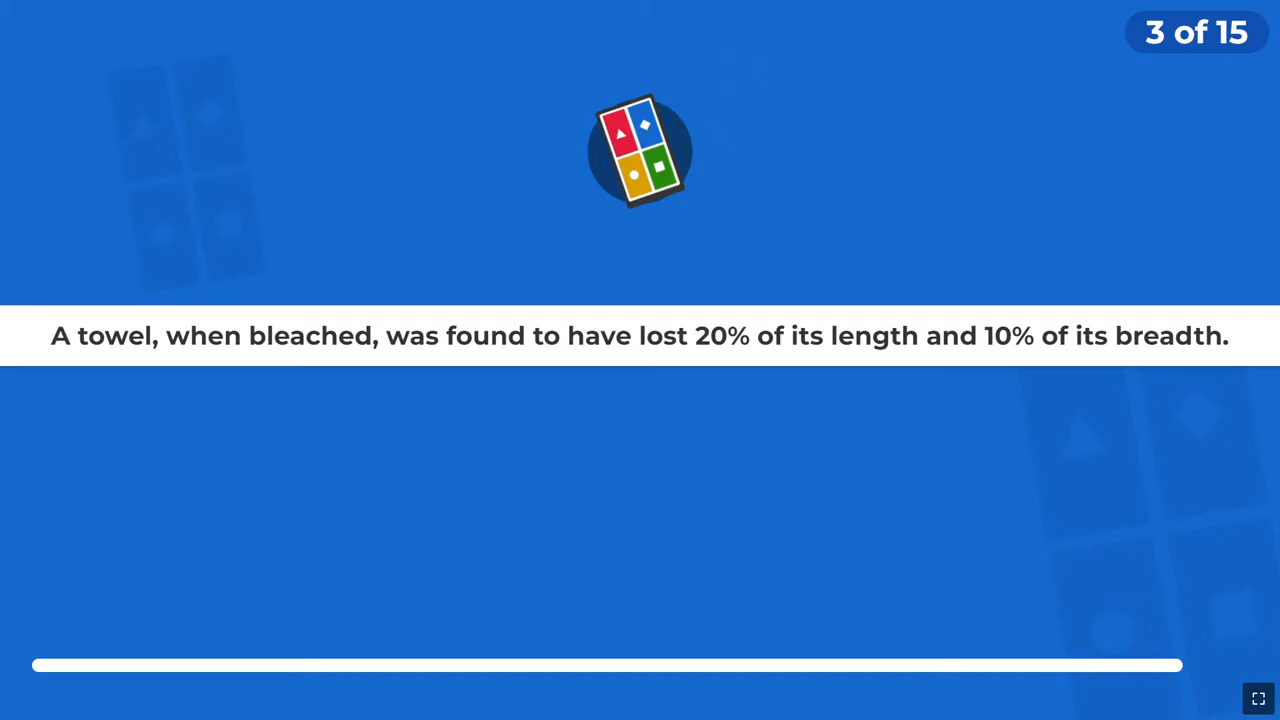 3 of 15
A towel, when bleached, was found to have lost 20% of its length and 10% of its breadth.